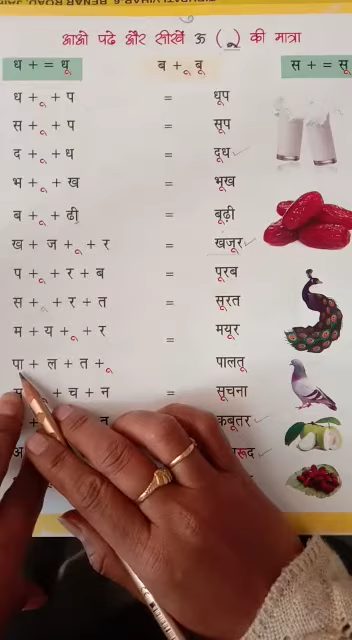 आओ पढे और सीखें ऊ ( ू ) की मात्रा
ध + = धू ब + ू बू स + = सू
ध + ू + प = धूप
स + ू + प = सूप
द + ू + ध = दूध
भ + ू + ख = भूख
ब + ू + ढ़ी = बूढ़ी
ख + ज + ू + र = खजूर
प + ू + र + ब = पूरब
स + ू + र + त = सूरत
म + य + ू + र = मयूर
पा + ल + त + ू पालतू
+ च + न = सूचना
कबूतर